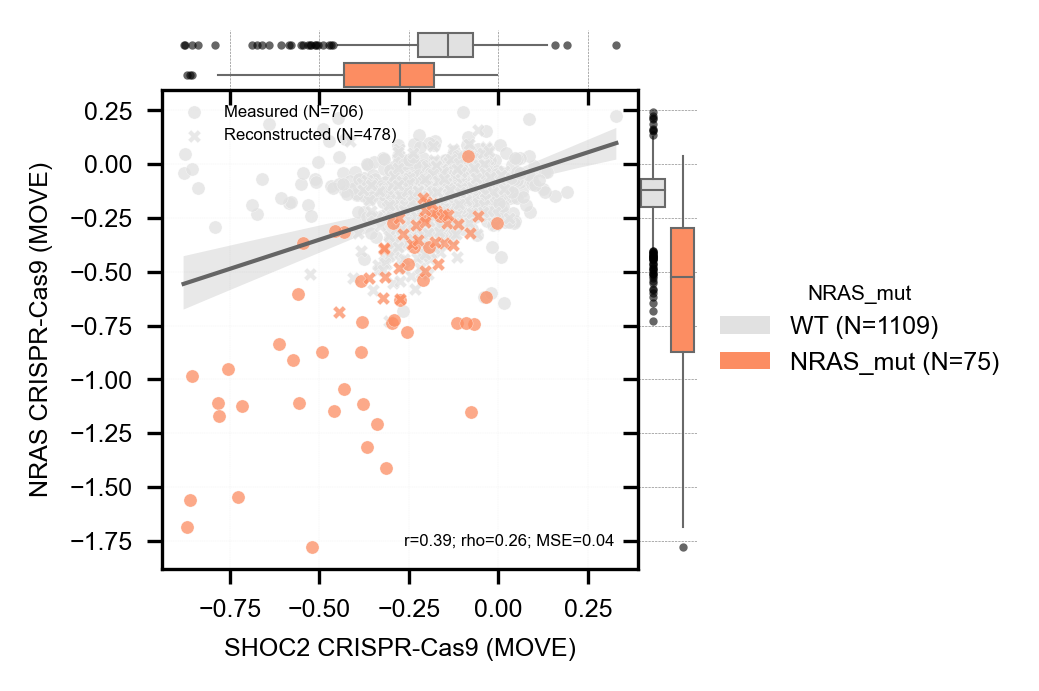 Measured (N=706)
Reconstructed (N=478)
0.25
0.00
−0.25
−0.50
−0.75
−1.00
−1.25
−1.50
−1.75
NRAS CRISPR-Cas9 (MOVE)
r=0.39; rho=0.26; MSE=0.04
−0.75 −0.50 −0.25 0.00 0.25
SHOC2 CRISPR-Cas9 (MOVE)
NRAS_mut
WT (N=1109)
NRAS_mut (N=75)